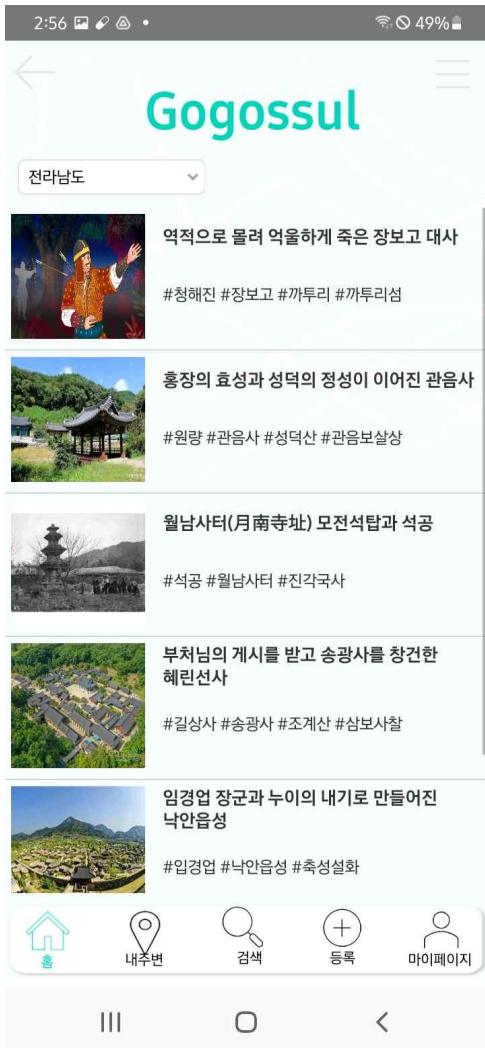 2:56
49%
Gogossul
전라남도
역적으로 몰려 억울하게 죽은 장보고 대사
#청해진 #장보고 #까투리 #까투리섬
홍장의 효성과 성덕의 정성이 이어진 관음사
#원량 #관음사 #성덕산 #관음보살상
월남사터(月南寺址) 모전석탑과 석공
#석공 #월남사터 #진각국사
부처님의 게시를 받고 송광사를 창건한
혜린선사
#길상사 #송광사 #조계산 #삼보사찰
임경업 장군과 누이의 내기로 만들어진
낙안읍성
#입경업 #낙안읍성 #축성설화
홈
내주변
검색
등록
마이페이지